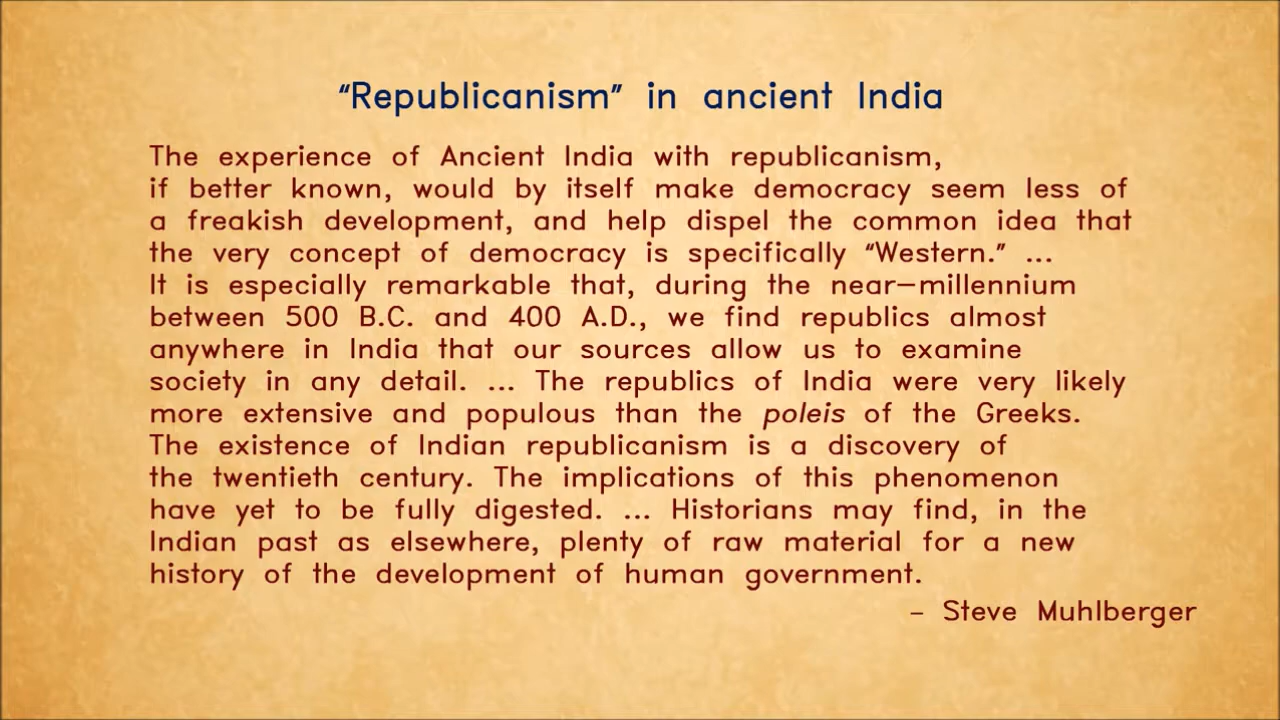 “Republicanism” in ancient India
The experience of Ancient India with republicanism,
if better known, would by itself make democracy seem less of
a freakish development, and help dispel the common idea that
the very concept of democracy is specifically “Western.” ...
It is especially remarkable that, during the near–millennium
between 500 B.C. and 400 A.D., we find republics almost
anywhere in India that our sources allow us to examine
society in any detail. ... The republics of India were very likely
more extensive and populous than the poleis of the Greeks.
The existence of Indian republicanism is a discovery of
the twentieth century. The implications of this phenomenon
have yet to be fully digested. ... Historians may find, in the
Indian past as elsewhere, plenty of raw material for a new
history of the development of human government.
– Steve Muhlberger